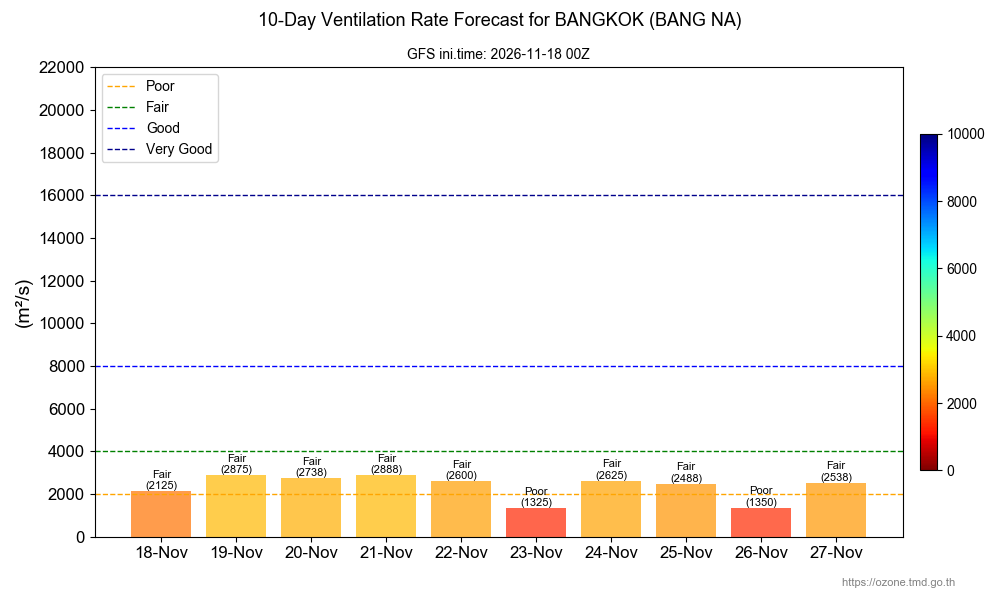 10-Day Ventilation Rate Forecast for BANGKOK (BANG NA)
GFS ini.time: 2026-11-18 00Z
22000
20000
18000
16000
14000
12000
10000
8000
6000
4000
2000
0
(m²/s)
Poor
Fair
Good
Very Good
Fair
(2125)
Fair
(2875)
Fair
(2738)
Fair
(2888)
Fair
(2600)
Poor
(1325)
Fair
(2625)
Fair
(2488)
Poor
(1350)
Fair
(2538)
18-Nov
19-Nov
20-Nov
21-Nov
22-Nov
23-Nov
24-Nov
25-Nov
26-Nov
27-Nov
10000
8000
6000
4000
2000
0
https://ozone.tmd.go.th